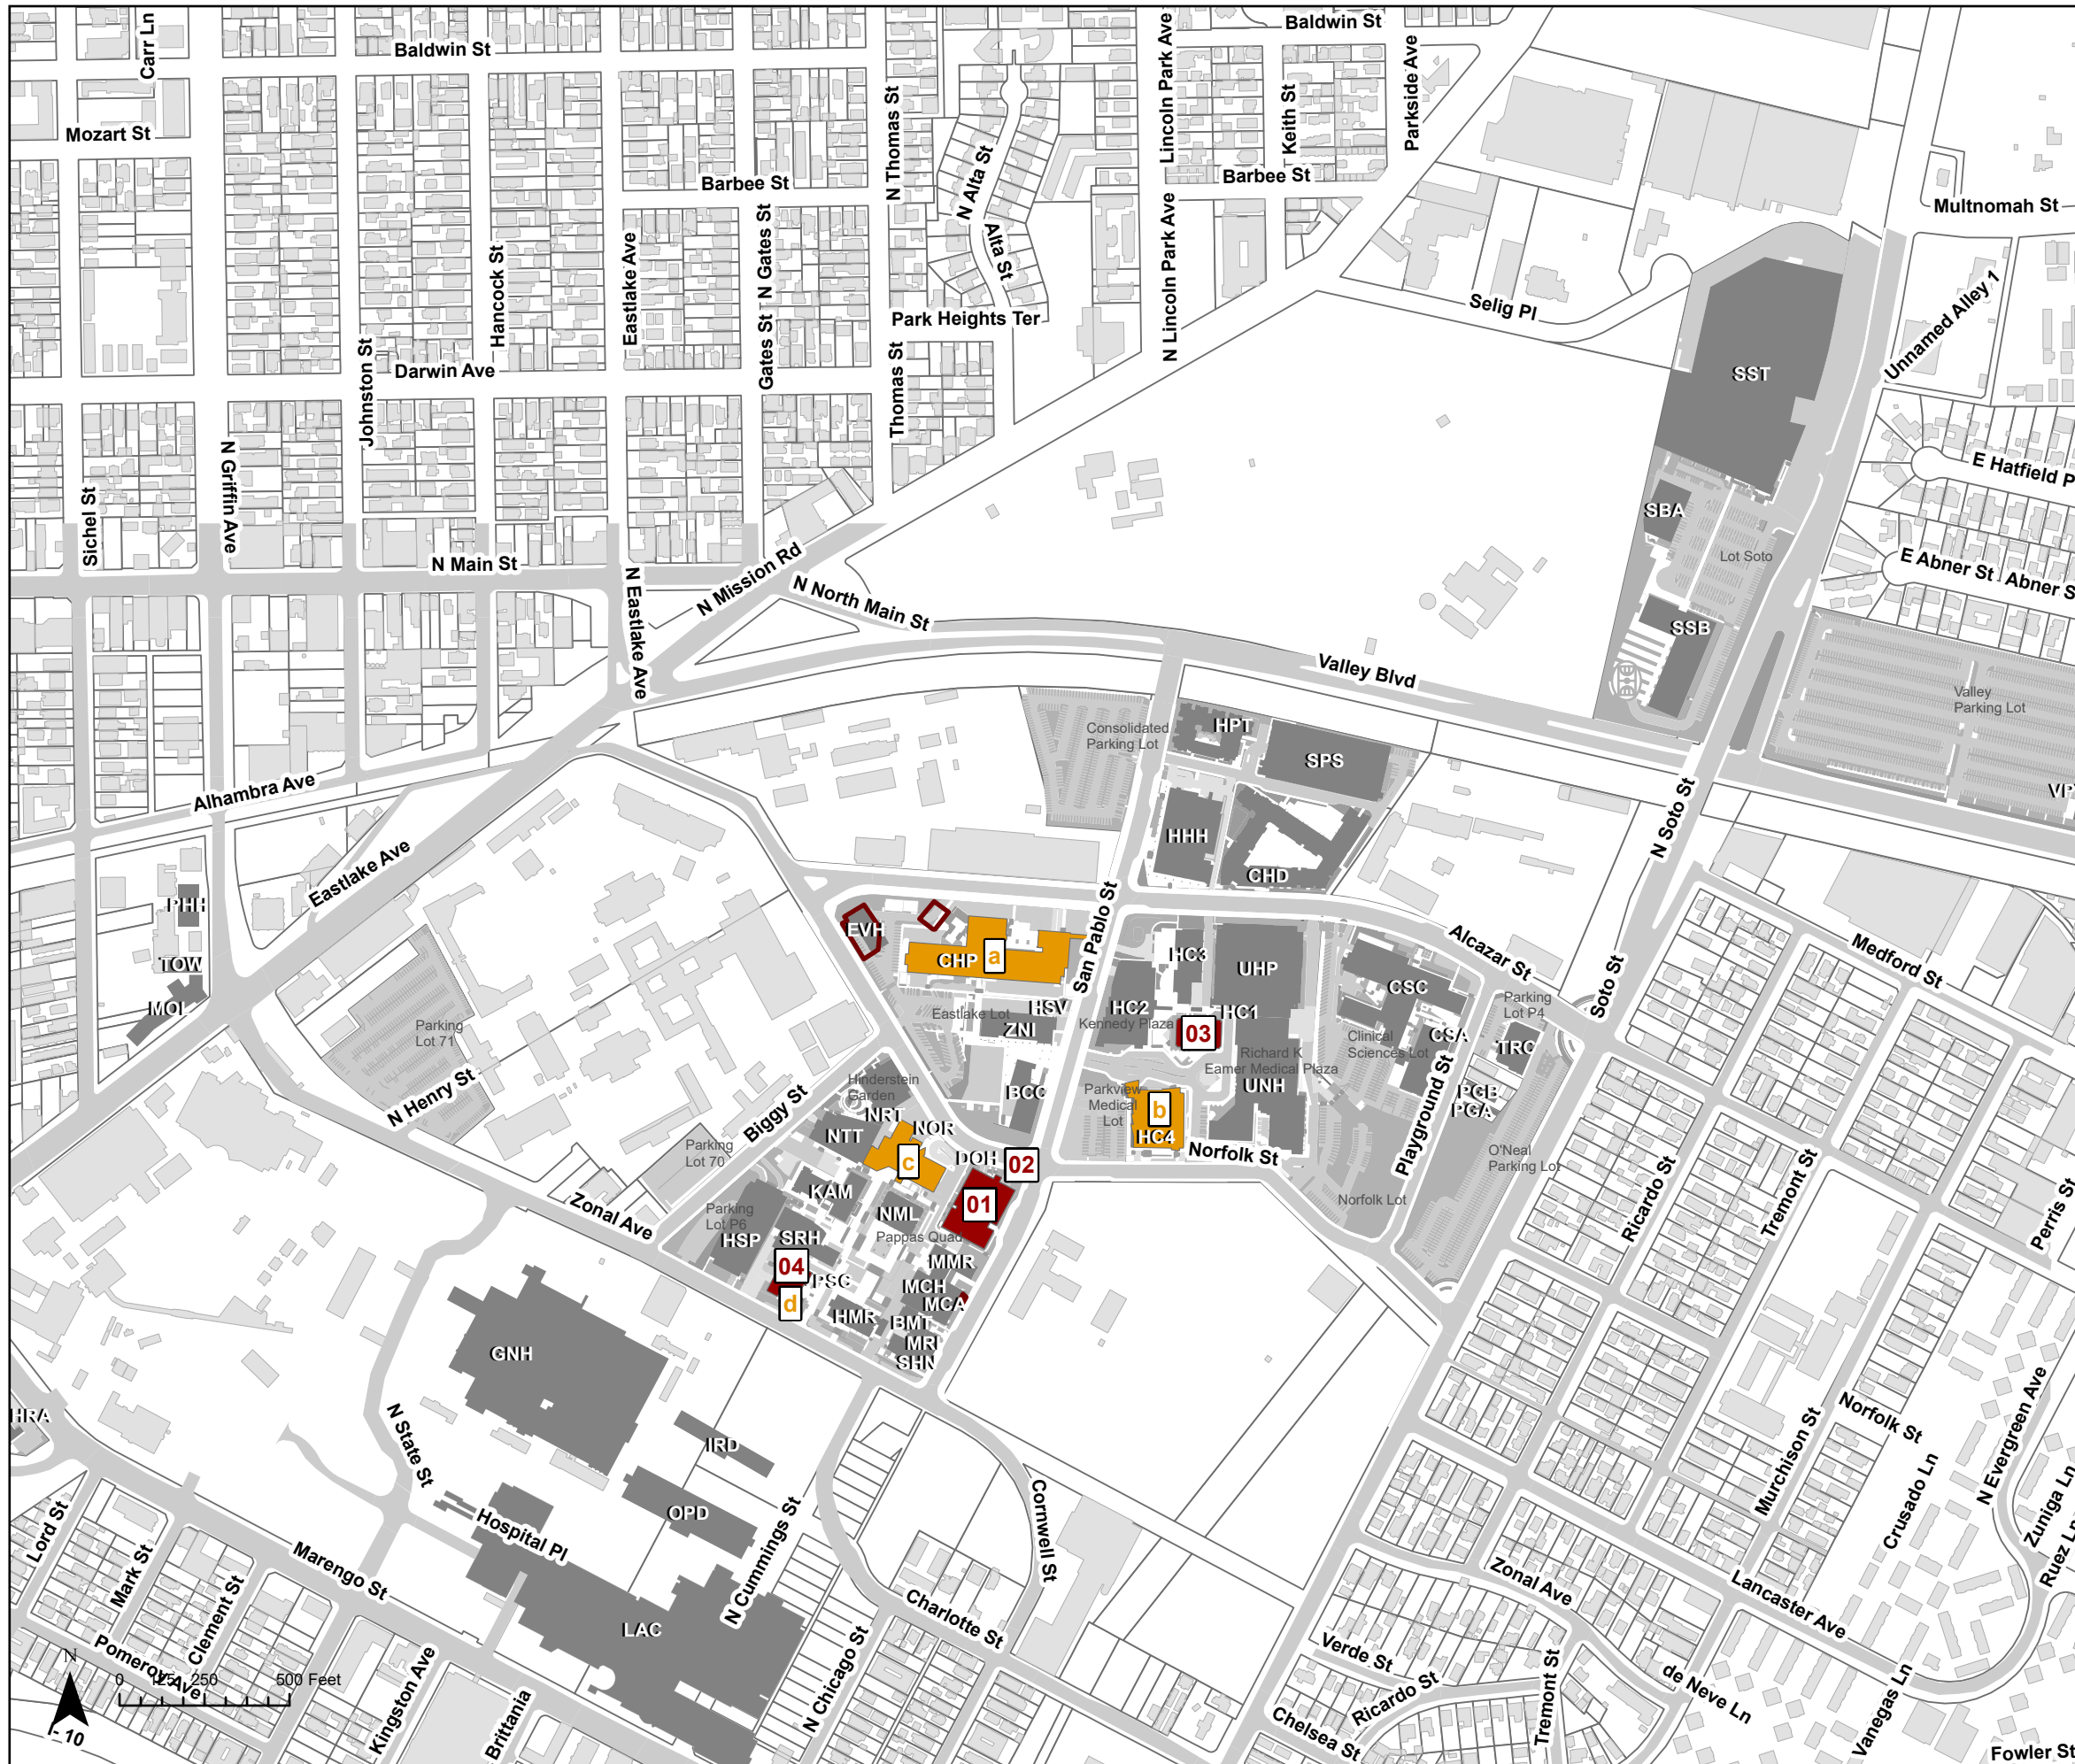 Baldwin St
Baldwin St
Carr Ln
Mozart St
N Thomas St
N Alta St
Alta St
N Lincoln Park Ave
Keith St
Parkside Ave
Barbee St
Barbee St
Multnomah St
Johnston St
Hancock St
Eastlake Ave
N Gates St
Gates St
N Lincoln Park Ave
Selig Pl
Unnamed Alley 1
Park Heights Ter
Darwin Ave
Thomas St
SST
Sichel St
N Griffin Ave
E Hatfield P
SBA
Lot Soto
N Main St
N Eastlake Ave
N Mission Rd
N North Main St
E Abner St
Abner S
SSB
Valley Blvd
Valley
Parking Lot
Consolidated
Parking Lot
HPT
SPS
Alhambra Ave
HHH
CHD
N Soto St
Eastlake Ave
PHH
TOW
MOL
EVH
CHP
a
San Pablo St
HC3
UHP
HC2
HC1
Kennedy Plaza
03
HSV
Eastlake Lot
ZNI
CSC
Alcazar St
Soto St
Medford St
Parking
Lot P4
Parking
Lot 71
CSA
TRC
Clinical
Sciences Lot
Richard K
Eamer Medical Plaza
UNH
Hinderstein
Garden
BCC
Parkview
Medical
Lot
b
HC4
Playground St
PGB
PGA
N Henry St
Biggy St
NRT
NOR
NTT
Parking
Lot 70
c
DOH
02
Norfolk St
O'Neal
Parking Lot
KAM
01
Norfolk Lot
Ricardo St
Tremont St
Perris St
Zonal Ave
Parking
Lot P6
HSP
NML
Pappas Quad
SRH
04
PSC
d
MMR
MCH
MCA
HMR
BMT
MRI
SHN
GNH
HRA
N State St
IRD
OPD
Hospital Pl
N Cummings St
Cornwell St
Norfolk St
Murchison St
Crusado Ln
N Evergreen Ave
Zuniga Ln
Ruez Ln
Lord St
Mark St
Clement St
Marengo St
LAC
Charlotte St
Zonal Ave
Lancaster Ave
Pomeroy Ave
N
0 125 250 500 Feet
Kingston Ave
Brittania
N Chicago St
Verde St
Ricardo St
Chelsea St
Tremont St
de Neve Ln
Vanegas Ln
Fowler St